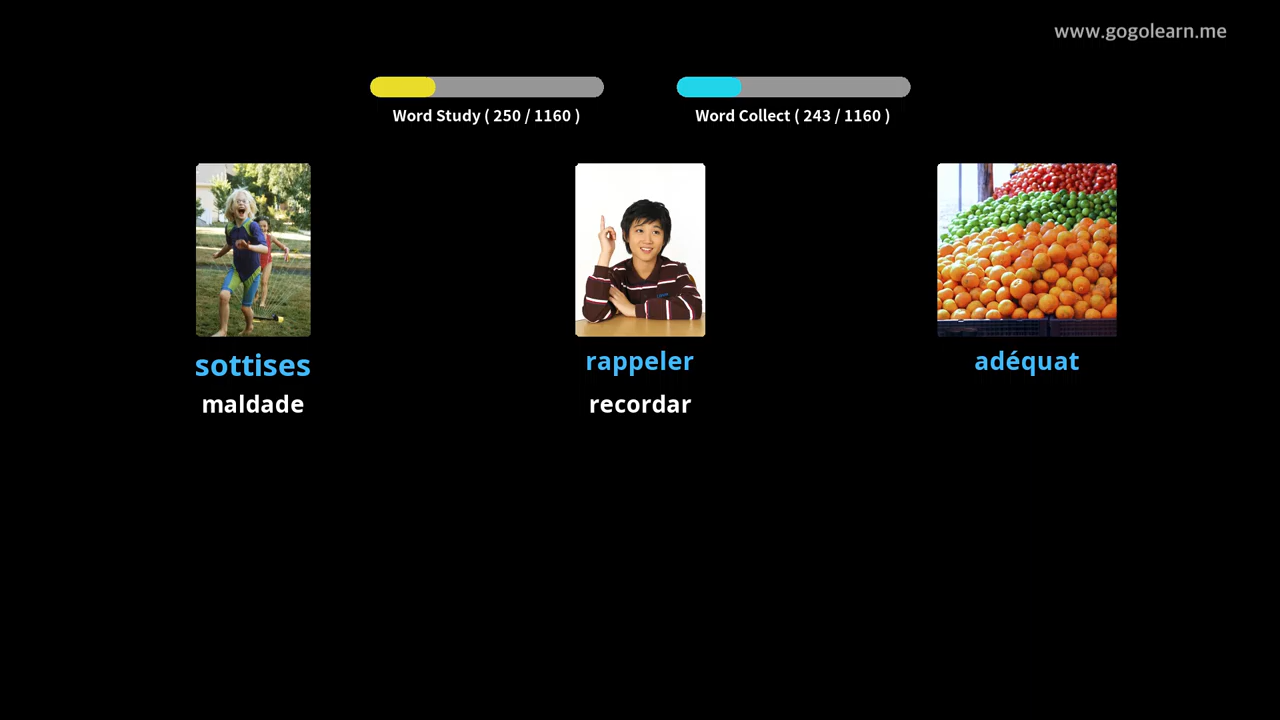 www.gogolearn.me
Word Study ( 250 / 1160 )
Word Collect ( 243 / 1160 )
sottises
rappeler
adéquat
maldade
recordar